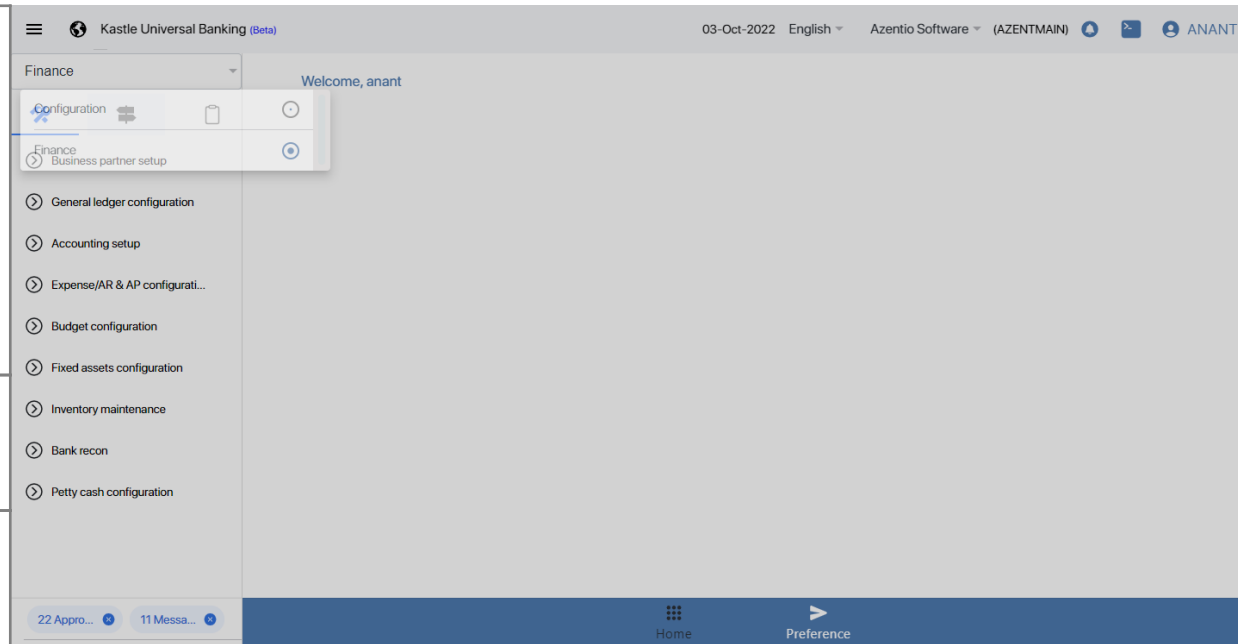 Kastle Universal Banking (Beta)
03-Oct-2022 English Azentio Software (AZENTMAIN) ANANT
Finance
Welcome, anant
Configuration
Finance
Business partner setup
General ledger configuration
Accounting setup
Expense/AR & AP configurati...
Budget configuration
Fixed assets configuration
Inventory maintenance
Bank recon
Petty cash configuration
22 Appro... 11 Messa...
Home Preference